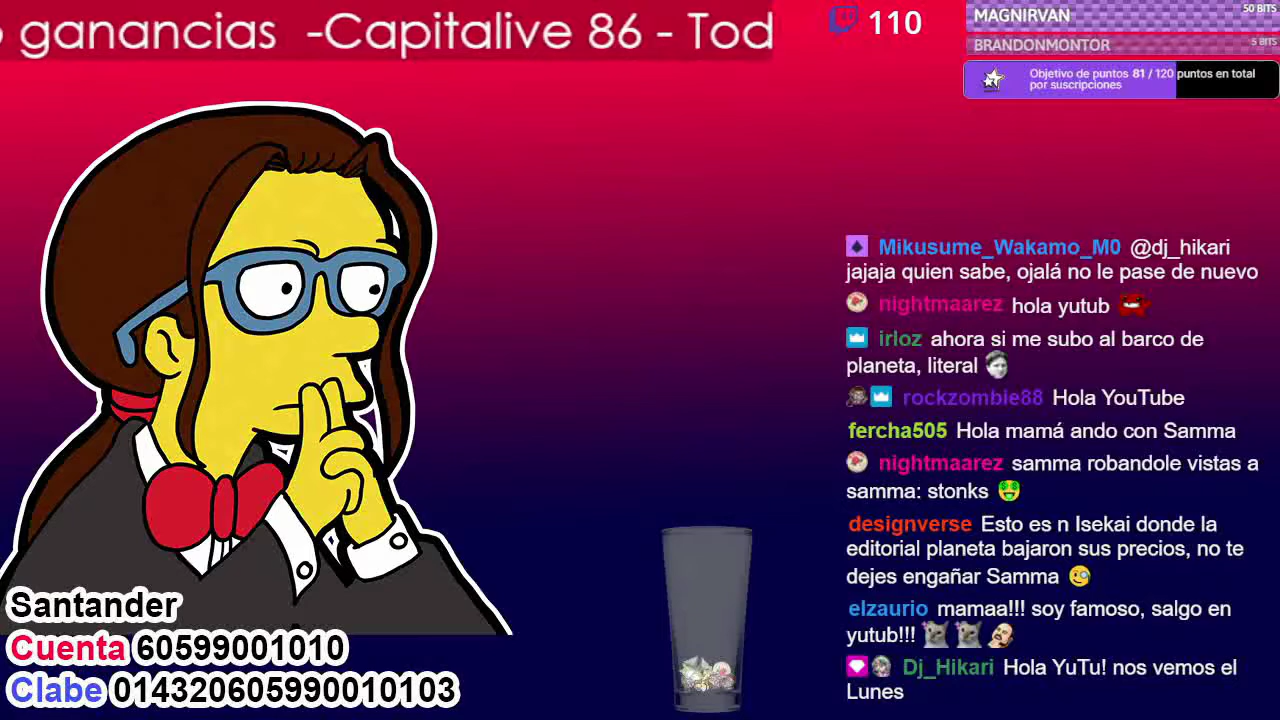 ganancias -Capitalive 86 - Tod
110
MAGNIRVAN
50 BITS
BRANDONMONTOR
5 BITS
Objetivo de puntos 81 / 120 puntos en total
por suscripciones
Mikusume_Wakamo_M0 @dj_hikari
jajaja quien sabe, ojalá no le pase de nuevo
nightmaarez hola yutub
irloz ahora si me subo al barco de
planeta, literal
rockzombie88 Hola YouTube
fercha505 Hola mamá ando con Samma
nightmaarez samma robandole vistas a
samma: stonks
designverse Esto es n Isekai donde la
editorial planeta bajaron sus precios, no te
dejes engañar Samma
elzaurio mamaa!!! soy famoso, salgo en
yutub!!!
Dj_Hikari Hola YuTu! nos vemos el
Lunes
Santander
Cuenta 60599001010
Clabe 014320605990010103